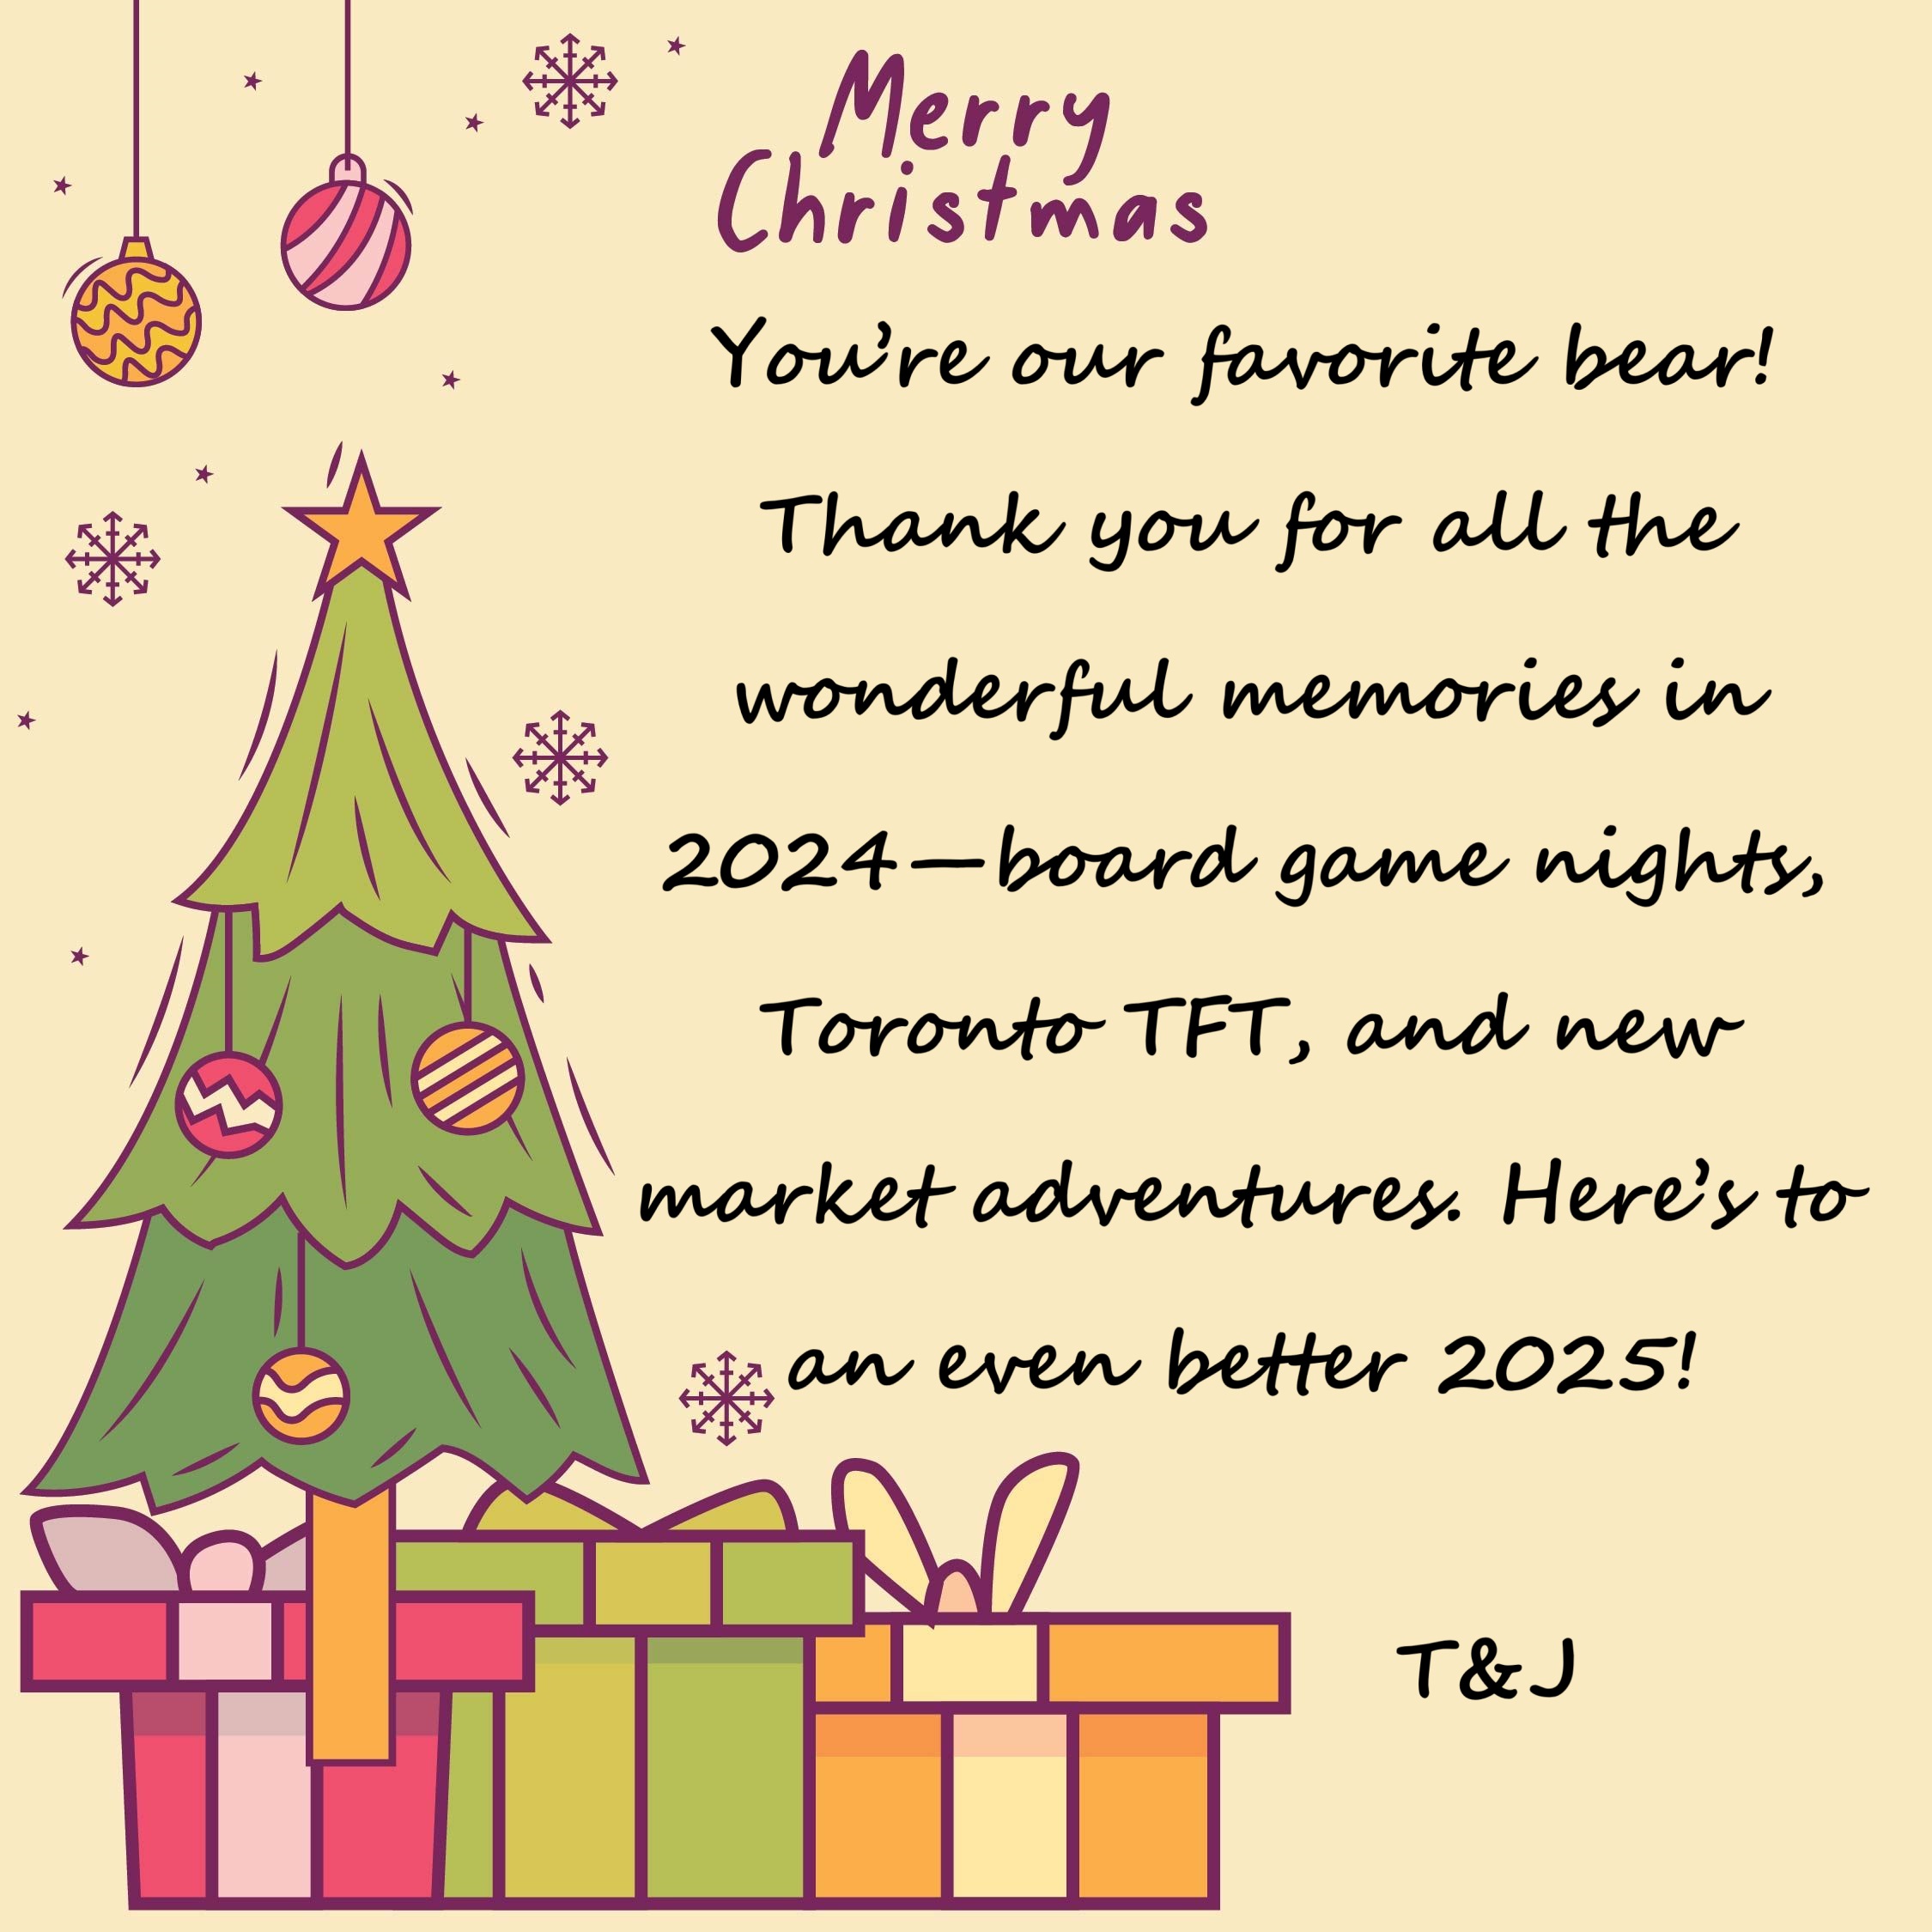 Merry
Christmas
You're our favorite bear!
Thank you for all the
wonderful memories in
2024—board game nights,
Toronto TFT, and new
market adventures. Here's to
an even better 2025!
T&J